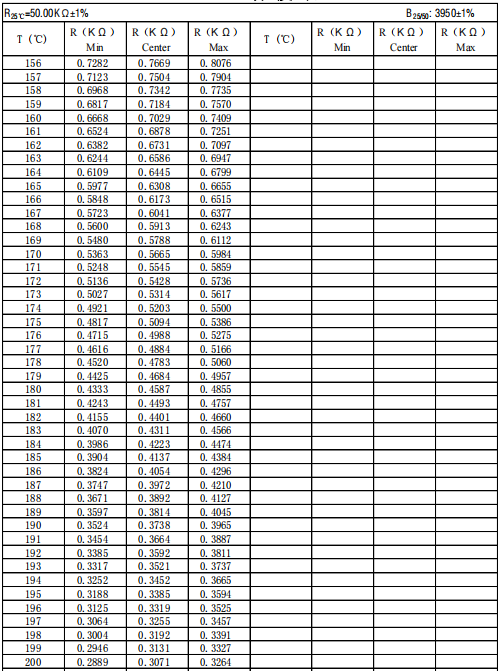 R25℃=50.00KΩ±1% B25/50: 3950±1%
T (℃) R (KΩ) Min R (KΩ) Center R (KΩ) Max T (℃) R (KΩ) Min R (KΩ) Center R (KΩ) Max
156 0.7282 0.7669 0.8076
157 0.7123 0.7504 0.7904
158 0.6968 0.7342 0.7735
159 0.6817 0.7184 0.7570
160 0.6668 0.7029 0.7409
161 0.6524 0.6878 0.7251
162 0.6382 0.6731 0.7097
163 0.6244 0.6586 0.6947
164 0.6109 0.6445 0.6799
165 0.5977 0.6308 0.6655
166 0.5848 0.6173 0.6515
167 0.5723 0.6041 0.6377
168 0.5600 0.5913 0.6243
169 0.5480 0.5788 0.6112
170 0.5363 0.5665 0.5984
171 0.5248 0.5545 0.5859
172 0.5136 0.5428 0.5736
173 0.5027 0.5314 0.5617
174 0.4921 0.5203 0.5500
175 0.4817 0.5094 0.5386
176 0.4715 0.4988 0.5275
177 0.4616 0.4884 0.5166
178 0.4520 0.4783 0.5060
179 0.4425 0.4684 0.4957
180 0.4333 0.4587 0.4855
181 0.4243 0.4493 0.4757
182 0.4155 0.4401 0.4660
183 0.4070 0.4311 0.4566
184 0.3986 0.4223 0.4474
185 0.3904 0.4137 0.4384
186 0.3824 0.4054 0.4296
187 0.3747 0.3972 0.4210
188 0.3671 0.3892 0.4127
189 0.3597 0.3814 0.4045
190 0.3524 0.3738 0.3965
191 0.3454 0.3664 0.3887
192 0.3385 0.3592 0.3811
193 0.3317 0.3521 0.3737
194 0.3252 0.3452 0.3665
195 0.3188 0.3385 0.3594
196 0.3125 0.3319 0.3525
197 0.3064 0.3255 0.3457
198 0.3004 0.3192 0.3391
199 0.2946 0.3131 0.3327
200 0.2889 0.3071 0.3264